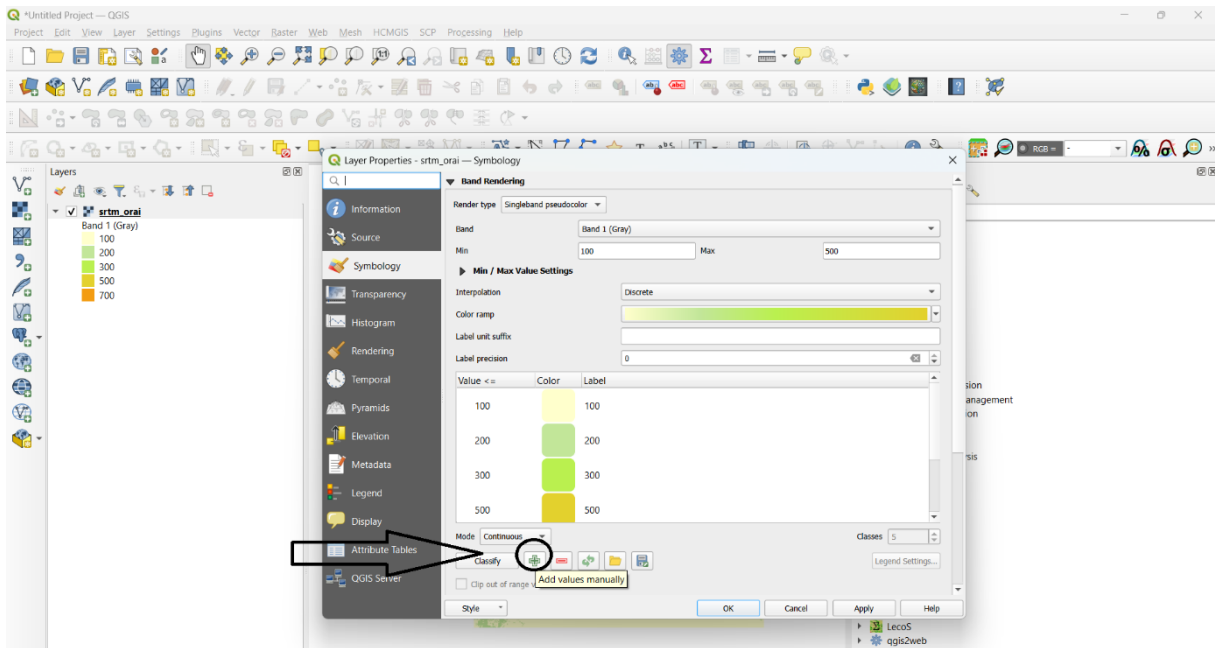 *Untitled Project — QGIS
Project Edit View Layer Settings Plugins Vector Raster Web Mesh HCMGIS SCP Processing Help
RGB =
Layers
srtm_orai
Band 1 (Gray)
100
200
300
500
700
Layer Properties - srtm_orai — Symbology
Information
Source
Symbology
Transparency
Histogram
Rendering
Temporal
Pyramids
Elevation
Metadata
Legend
Display
Attribute Tables
QGIS Server
Band Rendering
Render type Singleband pseudocolor
Band Band 1 (Gray)
Min 100 Max 500
Min / Max Value Settings
Interpolation Discrete
Color ramp
Label unit suffix
Label precision 0
Value <= Color Label
100 100
200 200
300 300
500 500
Mode Continuous Classes 5
Classify Legend Settings...
Add values manually
Clip out of range
Style OK Cancel Apply Help
sion
anagement
ion
sis
LecoS
qgis2web